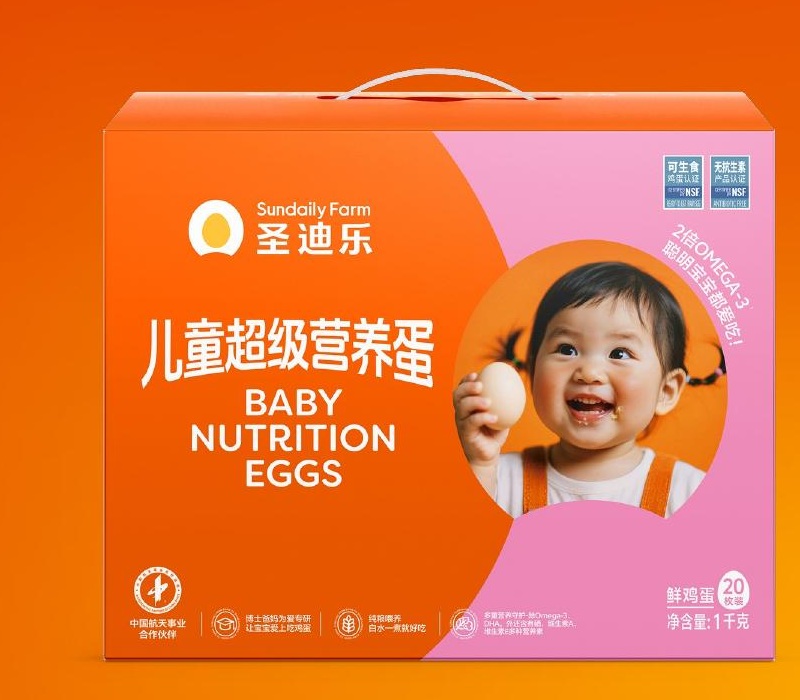 Sundaily Farm
圣迪乐
可生食
鸡蛋认证
NSF
无抗生素
产品认证
NSF
ANTIBIOTIC FREE
2倍OMEGA-3
聪明宝宝都爱吃!
儿童超级营养蛋
BABY
NUTRITION
EGGS
中国航天事业
合作伙伴
博士爸妈为爱专研
让宝宝爱上吃鸡蛋
纯粮喂养
白水一煮就好吃
鲜鸡蛋
20
枚装
净含量:1千克